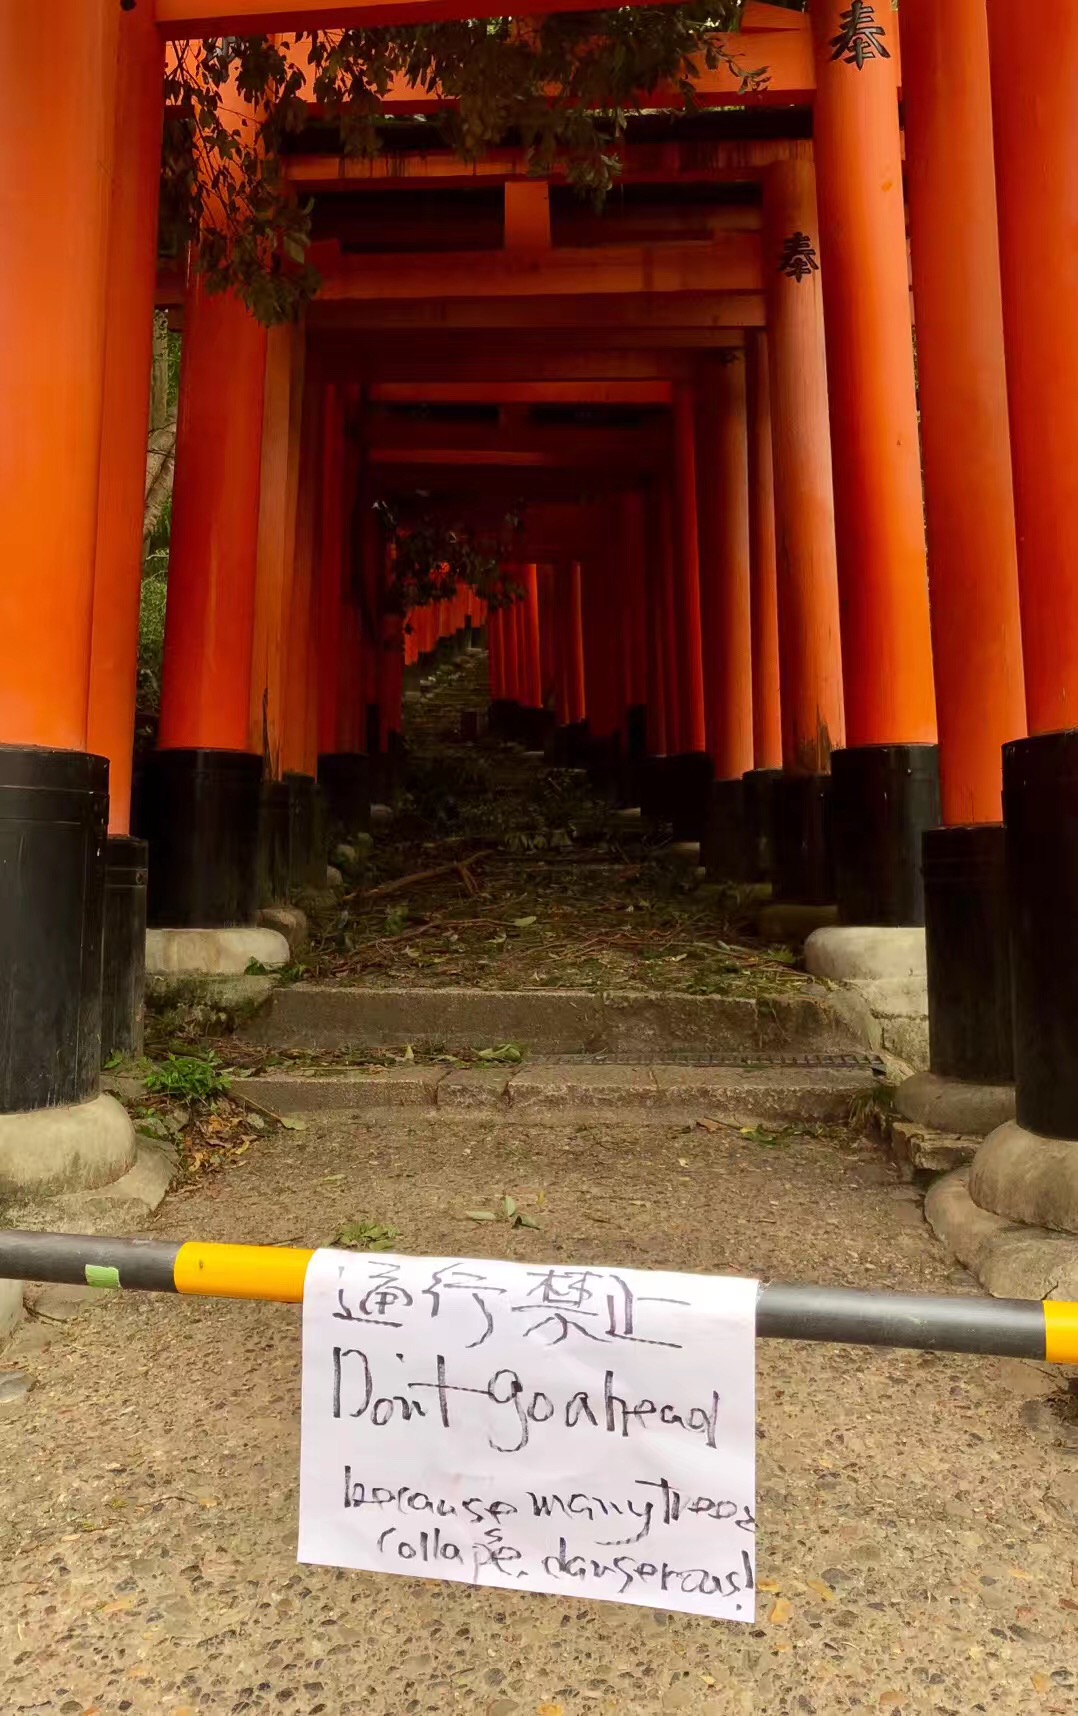 奉
奉
通行禁止
Don't go ahead
because many trees
collapse. dangerous!